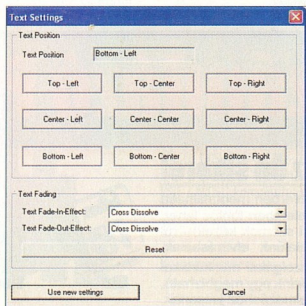 Text Settings
Text Position
Text Position Bottom - Left
Top - Left Top - Center Top - Right
Center - Left Center - Center Center - Right
Bottom - Left Bottom - Center Bottom - Right
Text Fading
Text Fade-In-Effect: Cross Dissolve
Text Fade-Out-Effect: Cross Dissolve
Reset
Use new settings Cancel